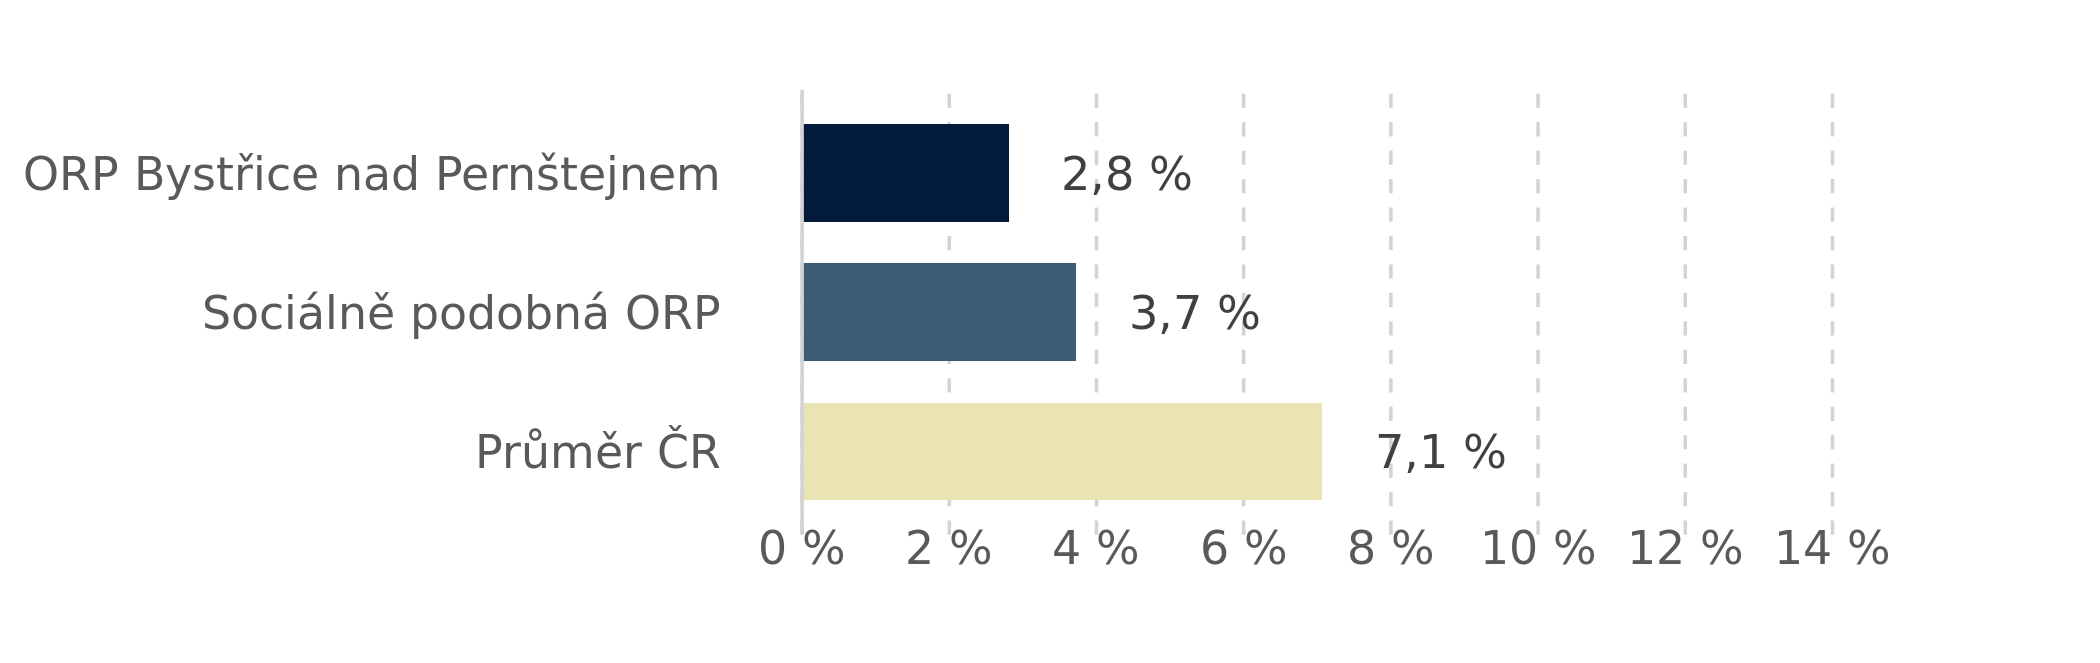 ORP Bystřice nad Pernštejnem
2,8 %
Sociálně podobná ORP
3,7 %
Průměr ČR
7,1 %
0 % 2 % 4 % 6 % 8 % 10 % 12 % 14 %